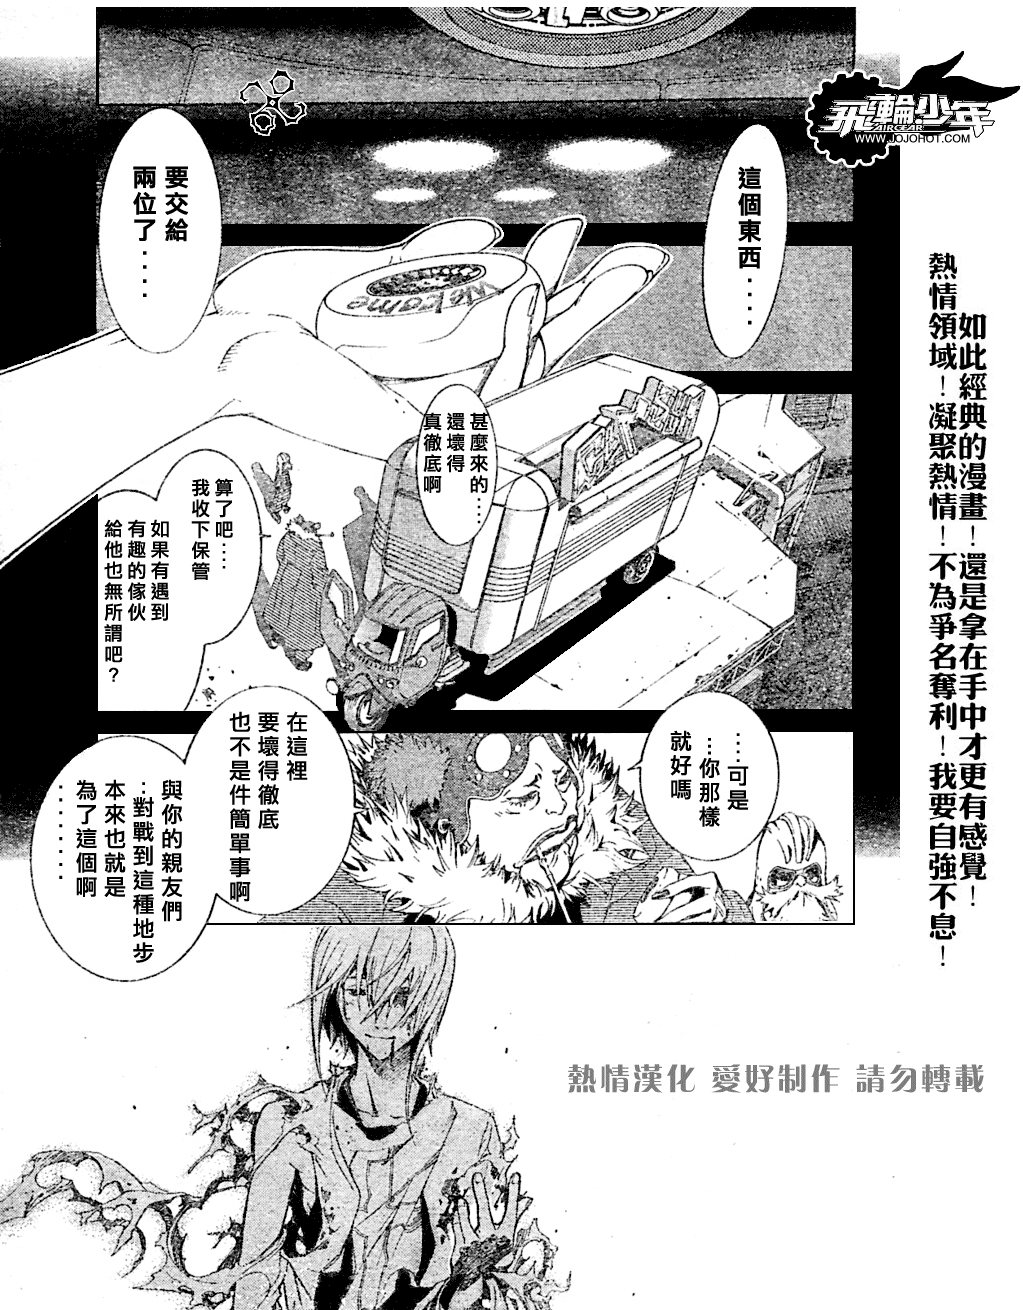 飛輪少年
AIRGEAR
WWW.JOJOHOT.COM
這個東西....
要交給
兩位了....
Welcome
甚麼來的....
還壞得
真徹底啊
算了吧....
我收下保管
如果有遇到
有趣的傢伙
給他也無所謂吧？
....可是
...你那樣
就好嗎
在這裡
要壞得徹底
也不是件簡單事啊
與你的親友們
..對戰到這種地步
本來也就是
為了這個啊
.......
如此經典的漫畫！還是拿在手中才更有感覺！
熱情領域！凝聚熱情！不為爭名奪利！我要自強不息！
熱情漢化 愛好制作 請勿轉載